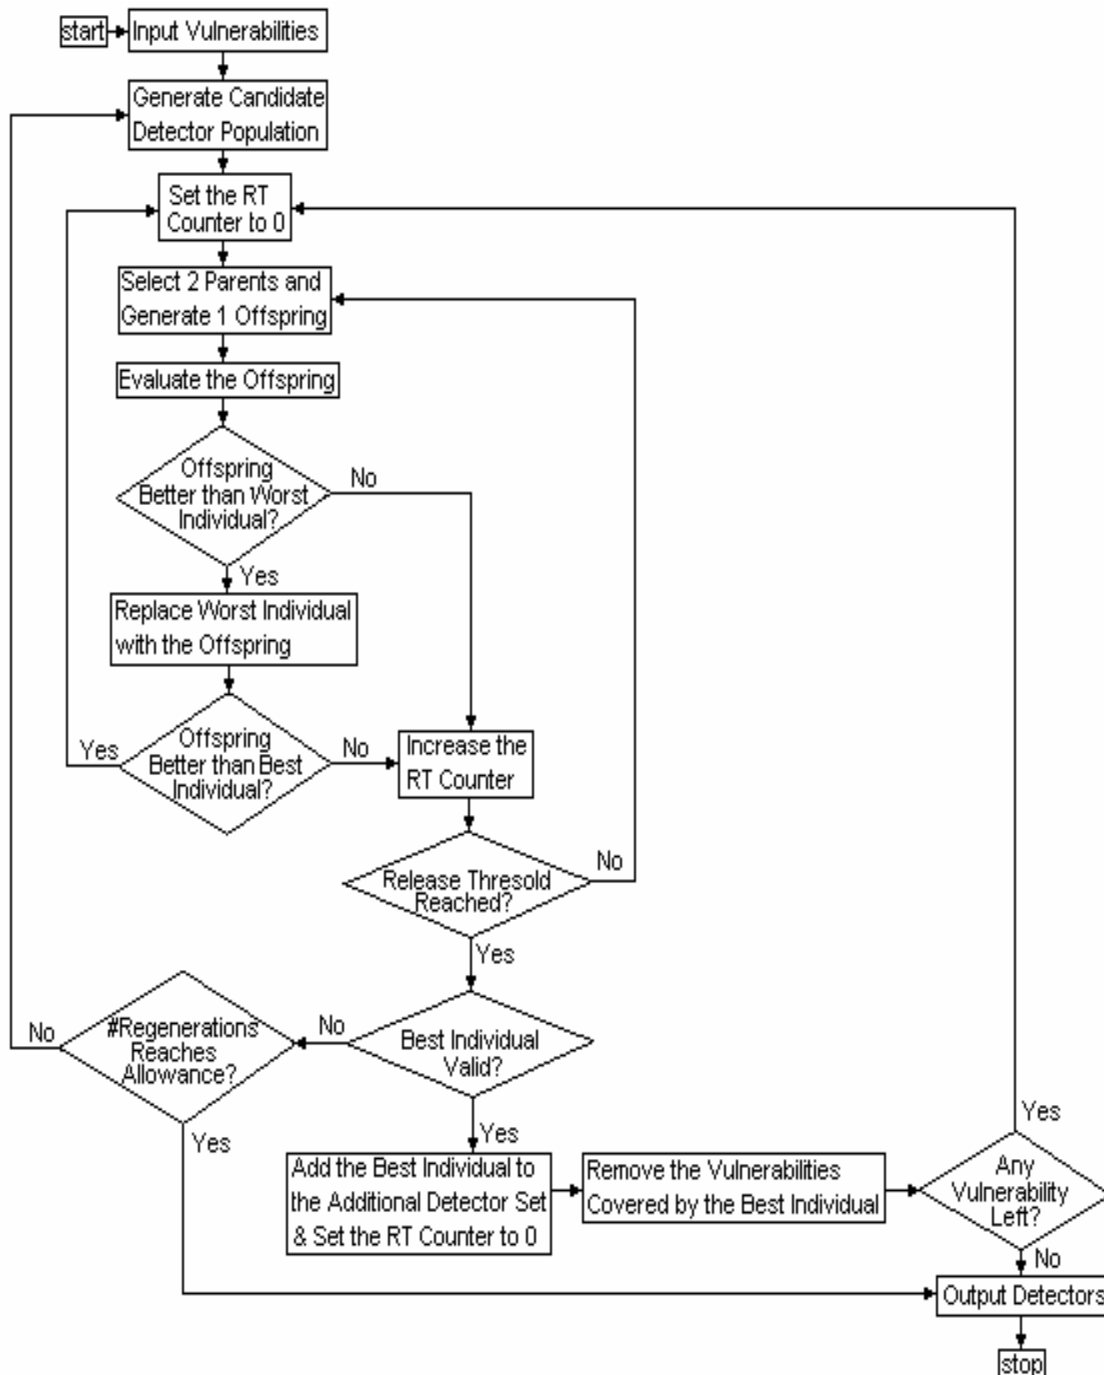 start
Input Vulnerabilities
Generate Candidate
Detector Population
Set the RT
Counter to 0
Select 2 Parents and
Generate 1 Offspring
Evaluate the Offspring
Offspring
Better than Worst
Individual?
No
Yes
Replace Worst Individual
with the Offspring
Offspring
Better than Best
Individual?
Yes
No
Increase the
RT Counter
Release Thresold
Reached?
No
Yes
Best Individual
Valid?
No
#Regenerations
Reaches
Allowance?
No
Yes
Yes
Add the Best Individual to
the Additional Detector Set
& Set the RT Counter to 0
Remove the Vulnerabilities
Covered by the Best Individual
Any
Vulnerability
Left?
Yes
No
Output Detectors
stop